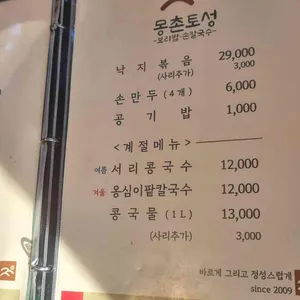 몽촌토성
-보리밥·손칼국수-
낙지볶음 29,000
(사리추가) 3,000
손만두(4개) 6,000
공기밥 1,000
<계절메뉴>
여름 서리콩국수 12,000
겨울 옹심이팥칼국수 12,000
콩국물(1L) 13,000
(사리추가) 3,000
바르게 그리고 정성스럽게
since 2009